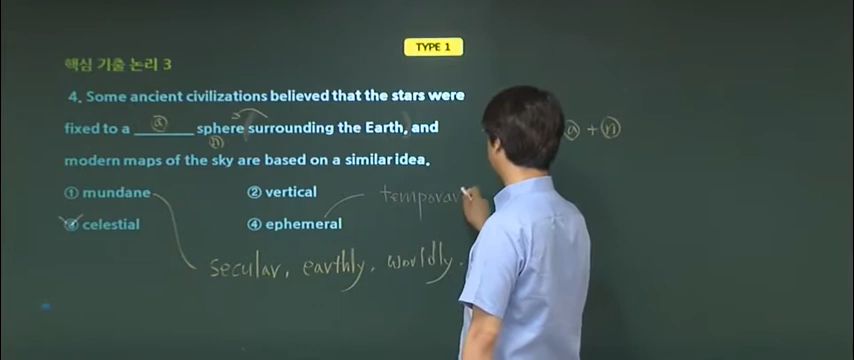 TYPE 1
핵심 기출 논리 3
4. Some ancient civilizations believed that the stars were
fixed to a ________ sphere surrounding the Earth, and
modern maps of the sky are based on a similar idea.
ⓐ
ⓝ
ⓐ + ⓝ
① mundane ② vertical
③ celestial ④ ephemeral
temporar
secular, earthly, worldly.